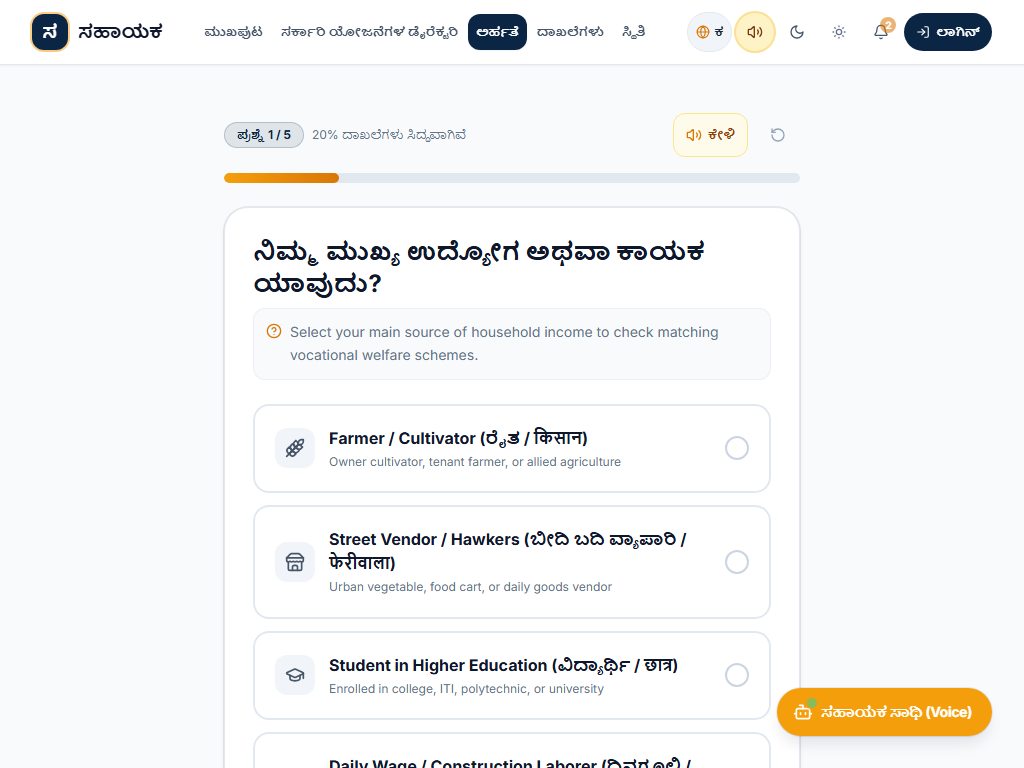 ಸ ಸಹಾಯಕ ಮುಖಪುಟ ಸರ್ಕಾರಿ ಯೋಜನೆಗಳ ಡೈರೆಕ್ಟರಿ ಅರ್ಹತೆ ದಾಖಲೆಗಳು ಸ್ಥಿತಿ ಕ 2 ಲಾಗಿನ್
ಪ್ರಶ್ನೆ 1 / 5 20% ದಾಖಲೆಗಳು ಸಿದ್ಧವಾಗಿವೆ ಕೇಳಿ
ನಿಮ್ಮ ಮುಖ್ಯ ಉದ್ಯೋಗ ಅಥವಾ ಕಾಯಕ
ಯಾವುದು?
Select your main source of household income to check matching
vocational welfare schemes.
Farmer / Cultivator (ರೈತ / किसान)
Owner cultivator, tenant farmer, or allied agriculture
Street Vendor / Hawkers (ಬೀದಿ ಬದಿ ವ್ಯಾಪಾರಿ /
फेरीवाला)
Urban vegetable, food cart, or daily goods vendor
Student in Higher Education (ವಿದ್ಯಾರ್ಥಿ / छात्र)
Enrolled in college, ITI, polytechnic, or university
ಸಹಾಯಕ ಸಾಥಿ (Voice)
Daily Wage / Construction Laborer (ದಿನಗೂಲಿ /